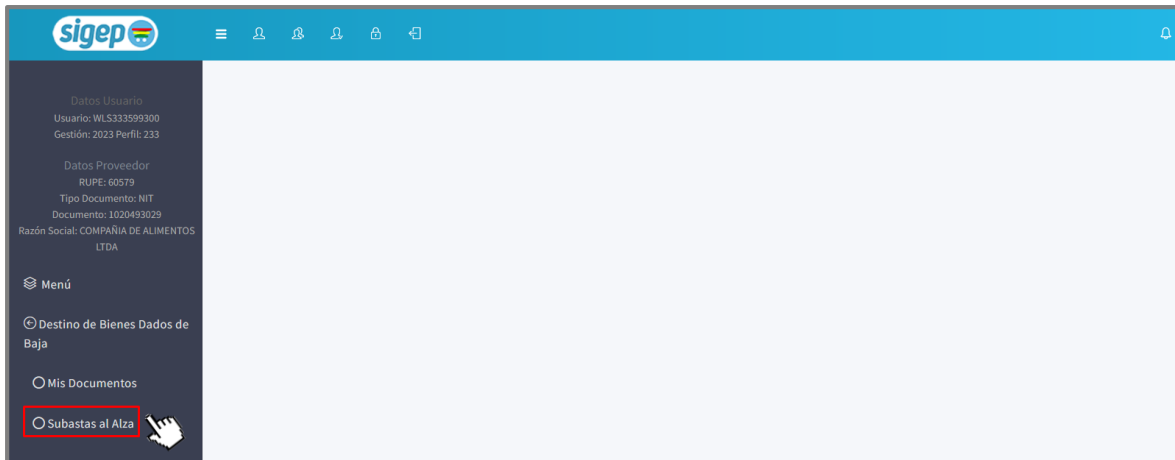 sigep
Datos Usuario
Usuario: WLS333599300
Gestión: 2023 Perfil: 233
Datos Proveedor
RUPE: 60579
Tipo Documento: NIT
Documento: 1020493029
Razón Social: COMPAÑIA DE ALIMENTOS
LTDA
Menú
Destino de Bienes Dados de
Baja
Mis Documentos
Subastas al Alza